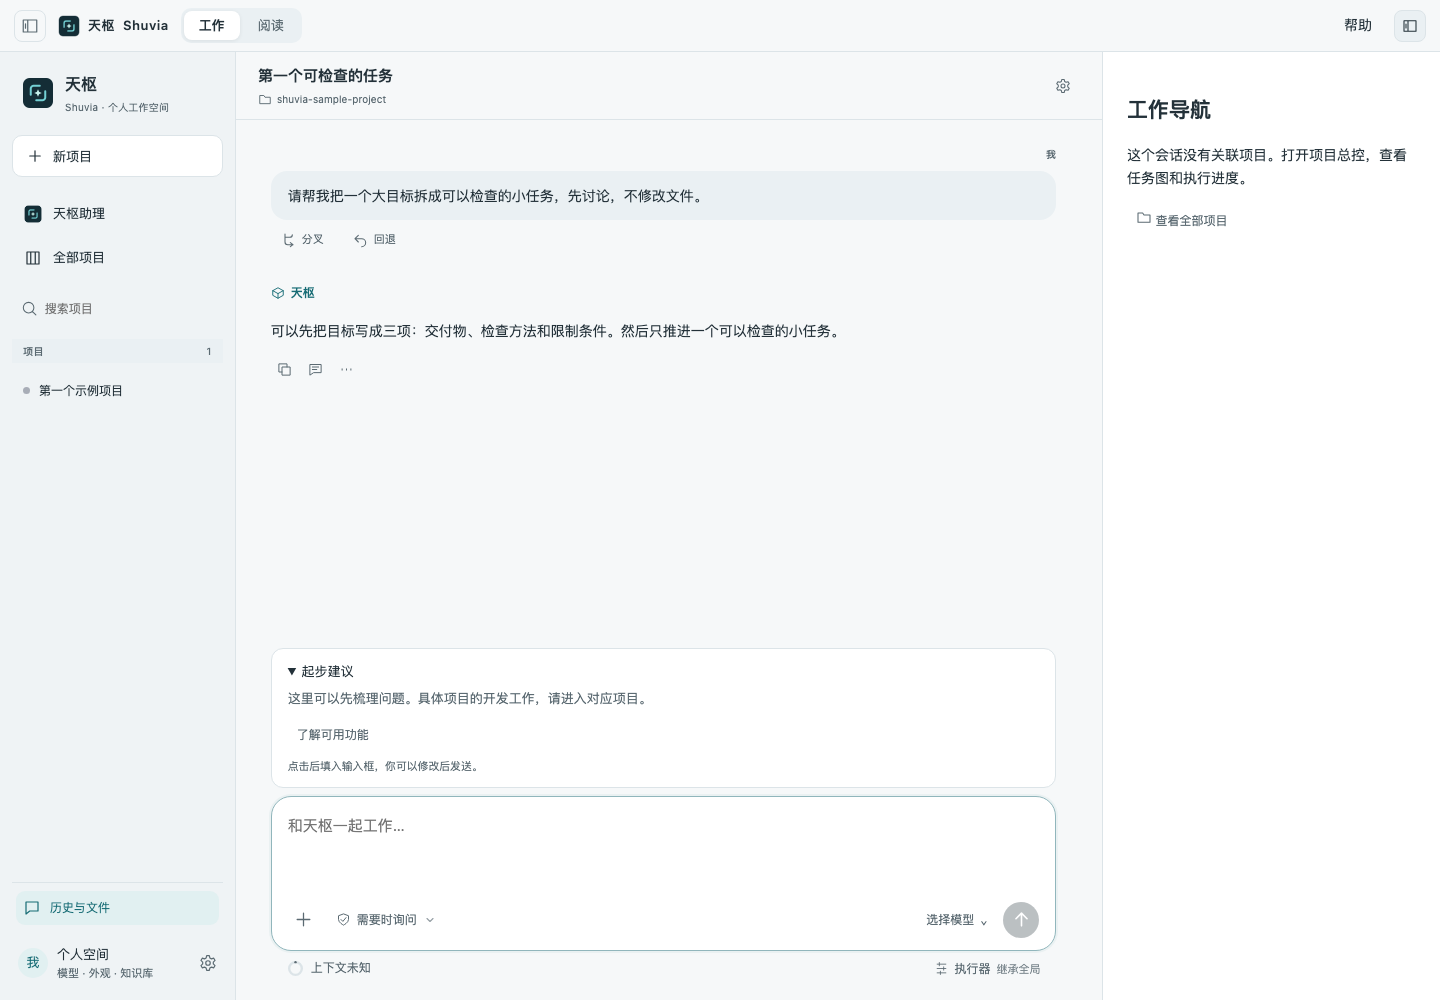 天枢 Shuvia
工作
阅读
帮助
天枢
Shuvia · 个人工作空间
新项目
天枢助理
全部项目
搜索项目
项目
1
第一个示例项目
历史与文件
我
个人空间
模型 · 外观 · 知识库
第一个可检查的任务
shuvia-sample-project
我
请帮我把一个大目标拆成可以检查的小任务，先讨论，不修改文件。
分叉
回退
天枢
可以先把目标写成三项：交付物、检查方法和限制条件。然后只推进一个可以检查的小任务。
起步建议
这里可以先梳理问题。具体项目的开发工作，请进入对应项目。
了解可用功能
点击后填入输入框，你可以修改后发送。
和天枢一起工作...
需要时询问
选择模型
上下文未知
执行器 继承全局
工作导航
这个会话没有关联项目。打开项目总控，查看
任务图和执行进度。
查看全部项目